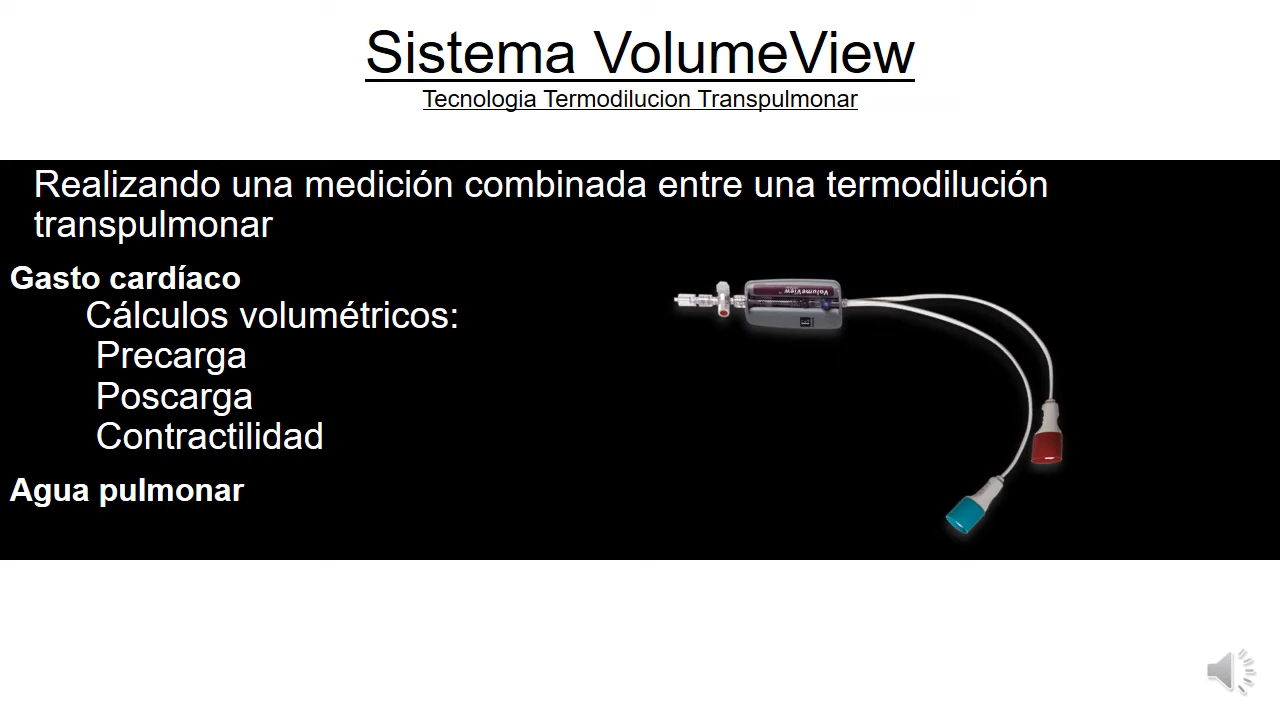 Sistema VolumeView
Tecnologia Termodilucion Transpulmonar
Realizando una medición combinada entre una termodilución
transpulmonar
Gasto cardíaco
Cálculos volumétricos:
Precarga
Poscarga
Contractilidad
Agua pulmonar
VolumeView